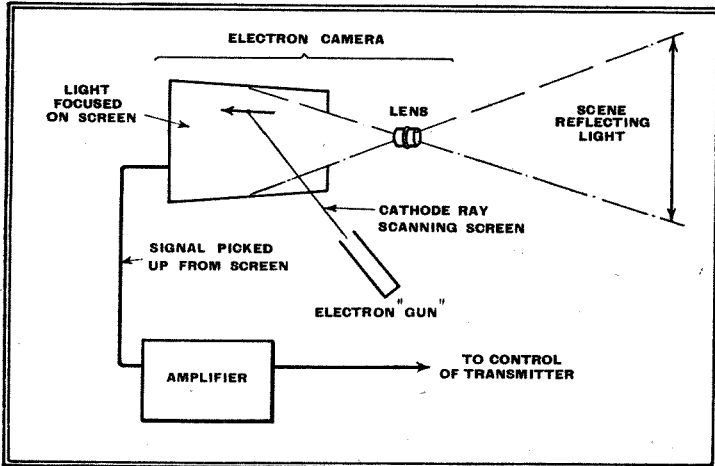 ELECTRON CAMERA
LIGHT
FOCUSED
ON SCREEN
LENS
SCENE
REFLECTING
LIGHT
CATHODE RAY
SCANNING SCREEN
SIGNAL PICKED
UP FROM SCREEN
ELECTRON "GUN"
AMPLIFIER
TO CONTROL
OF TRANSMITTER